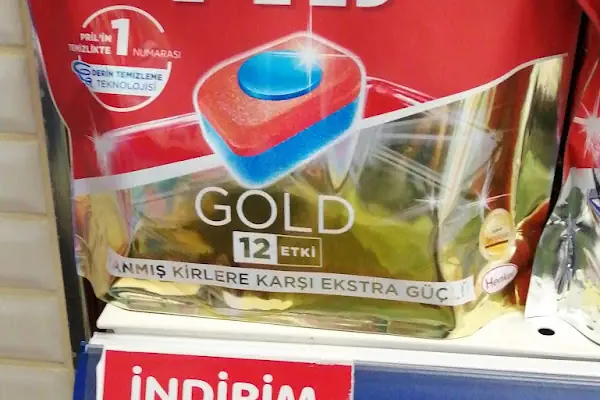 PRİL'İN
TEMİZLİKTE 1 NUMARASI
DERİN TEMİZLEME
TEKNOLOJİSİ
GOLD
12 ETKİ
KİRLERE KARŞI EKSTRA GÜÇ
Henkel
İNDİRİM